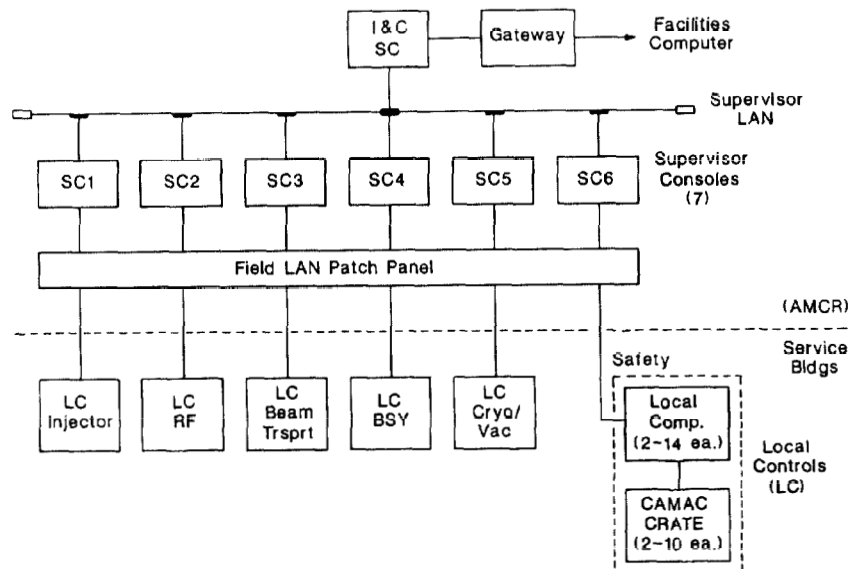 I & C
SC
Gateway
Facilities
Computer
Supervisor
LAN
SC1
SC2
SC3
SC4
SC5
SC6
Supervisor
Consoles
(7)
Field LAN Patch Panel
(AMCR)
Service
Bldgs
Safety
LC
Injector
LC
RF
LC
Beam
Trsprt
LC
BSY
LC
Cryo/
Vac
Local
Comp.
(2-14 ea.)
CAMAC
CRATE
(2-10 ea.)
Local
Controls
(LC)